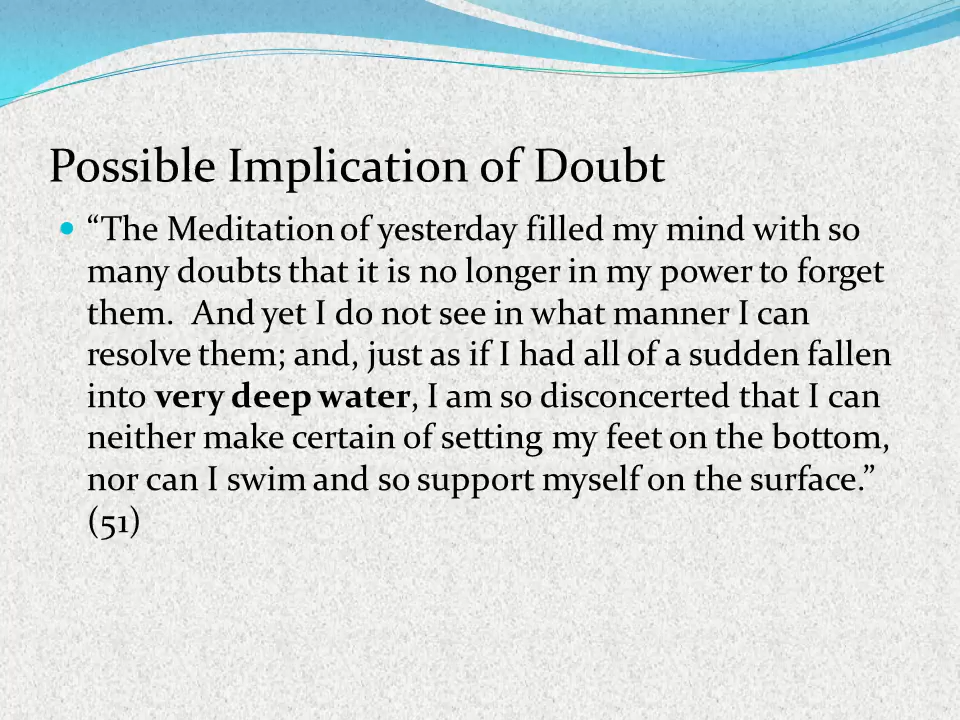 Possible Implication of Doubt
• “The Meditation of yesterday filled my mind with so
many doubts that it is no longer in my power to forget
them.  And yet I do not see in what manner I can
resolve them; and, just as if I had all of a sudden fallen
into very deep water, I am so disconcerted that I can
neither make certain of setting my feet on the bottom,
nor can I swim and so support myself on the surface.”
(51)